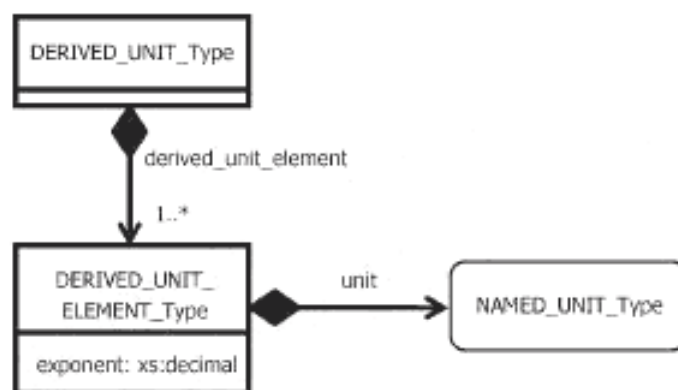 DERIVED_UNIT_Type
derived_unit_element
1..*
DERIVED_UNIT_
ELEMENT_Type
unit
NAMED_UNIT_Type
exponent: xs:decimal